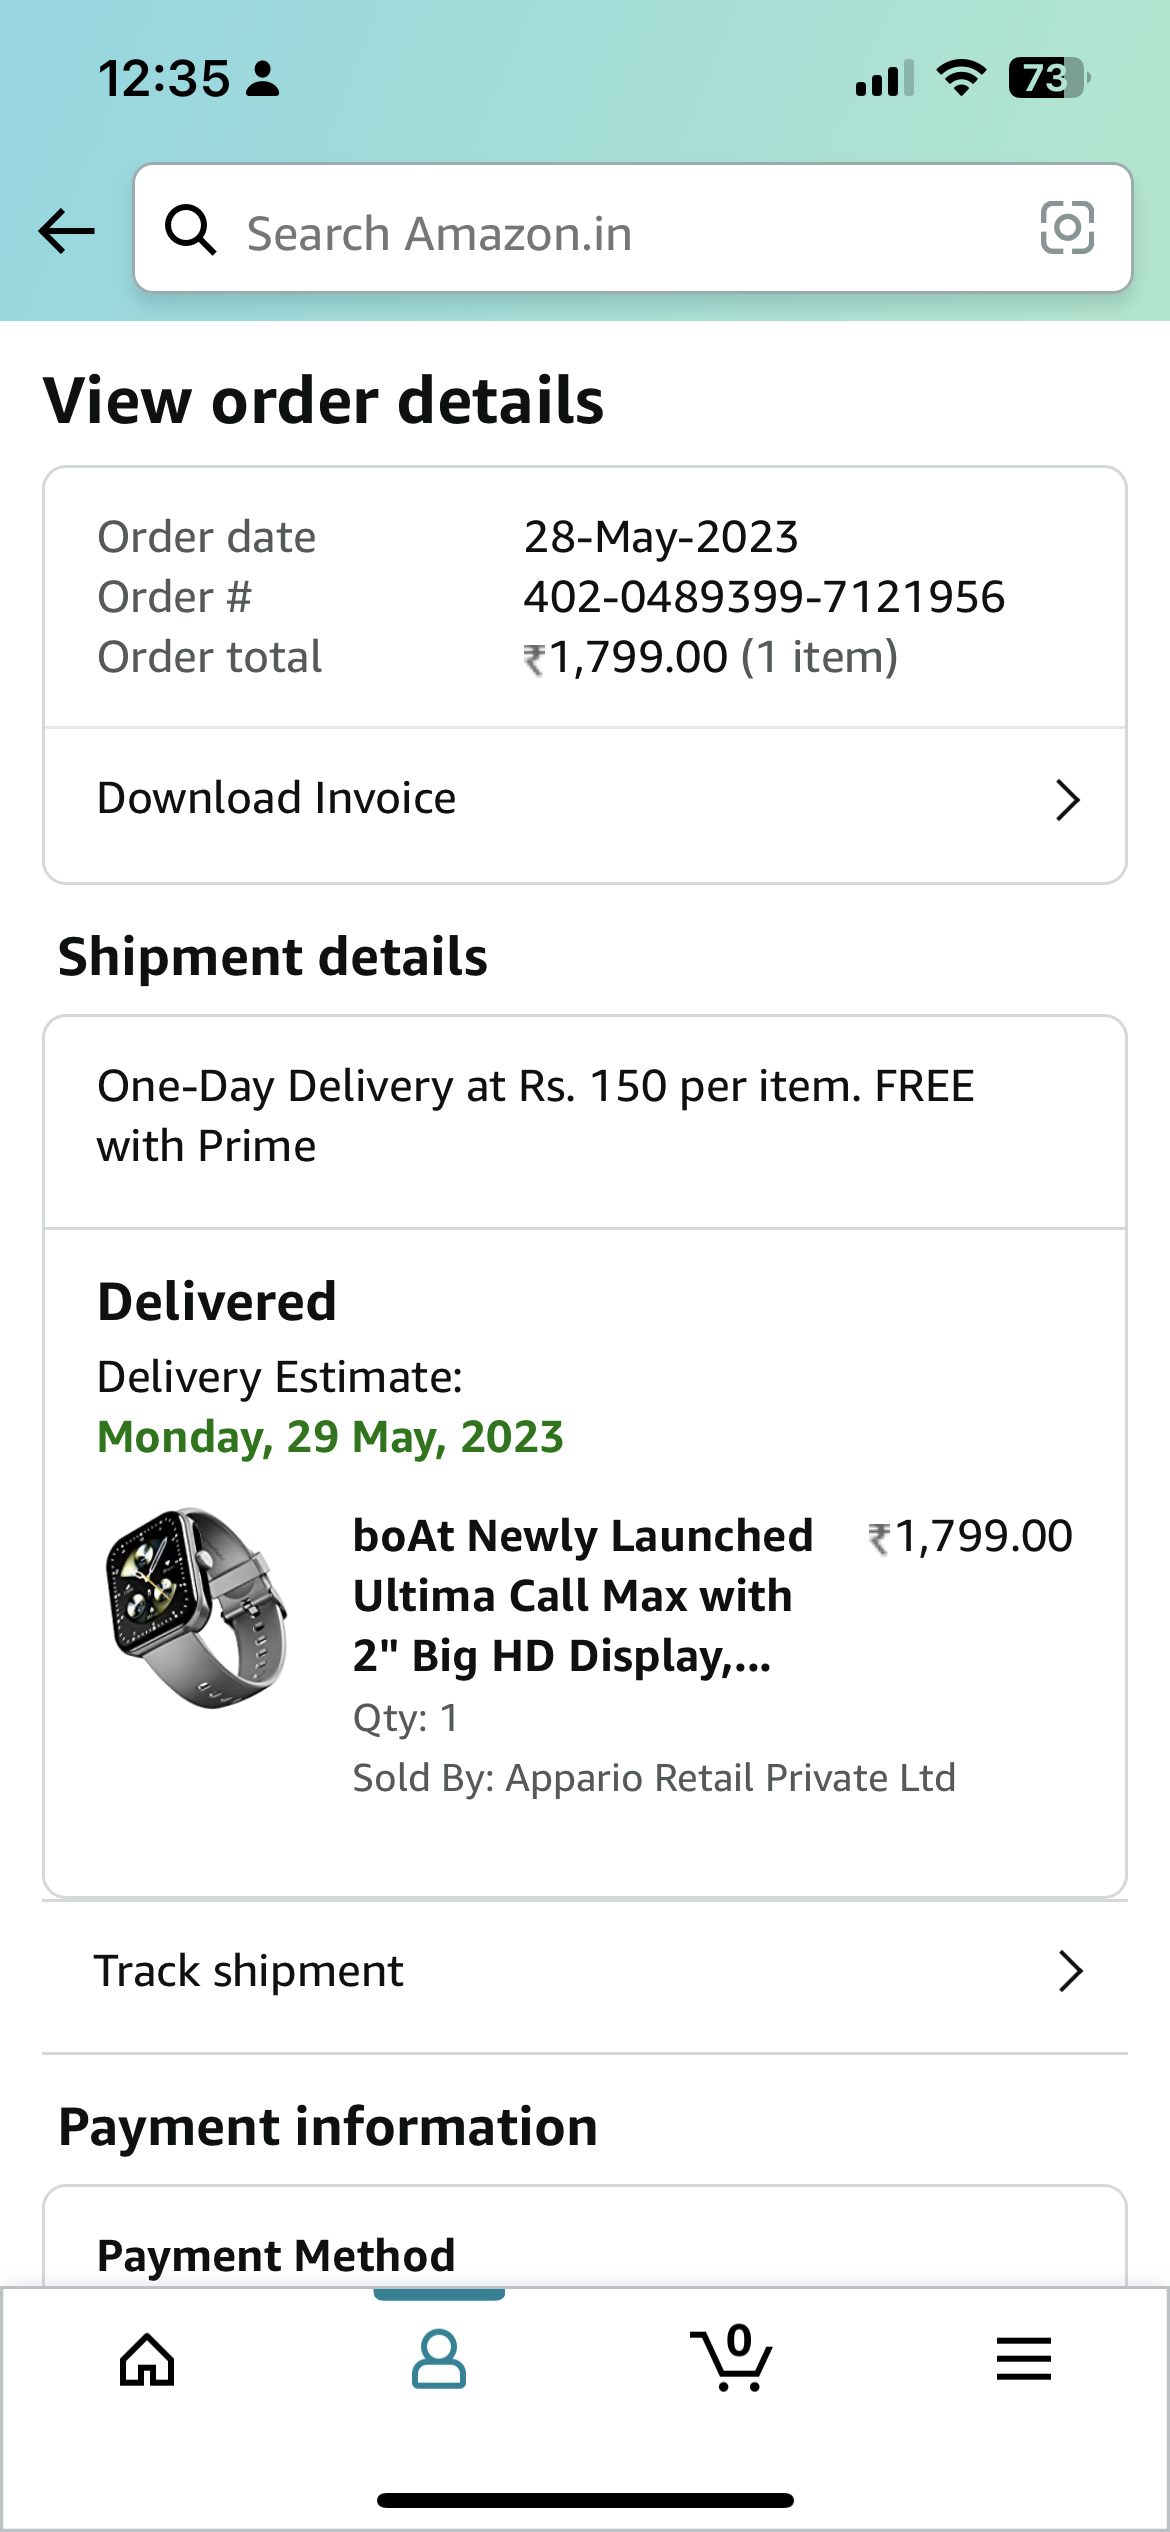 12:35
73
Search Amazon.in
View order details
Order date 28-May-2023
Order # 402-0489399-7121956
Order total ₹1,799.00 (1 item)
Download Invoice
Shipment details
One-Day Delivery at Rs. 150 per item. FREE
with Prime
Delivered
Delivery Estimate:
Monday, 29 May, 2023
boAt Newly Launched ₹1,799.00
Ultima Call Max with
2" Big HD Display,...
Qty: 1
Sold By: Appario Retail Private Ltd
Track shipment
Payment information
Payment Method
0